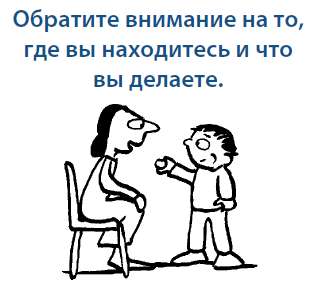 Обратите внимание на то,
где вы находитесь и что
вы делаете.